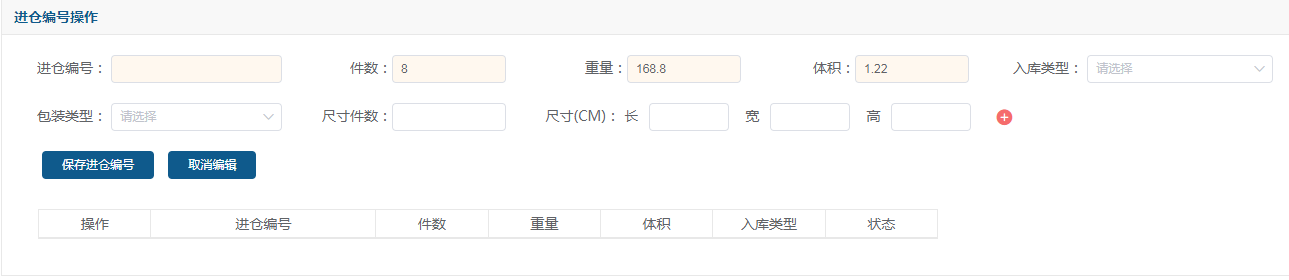 进仓编号操作
进仓编号： 件数： 8 重量： 168.8 体积： 1.22 入库类型： 请选择
包装类型： 请选择 尺寸件数： 尺寸(CM)： 长 宽 高
保存进仓编号 取消编辑
操作 进仓编号 件数 重量 体积 入库类型 状态